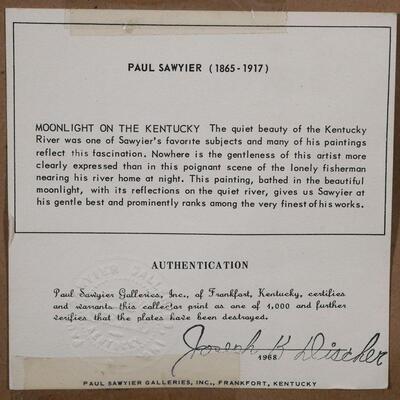 PAUL SAWYIER (1865-1917)
MOONLIGHT ON THE KENTUCKY The quiet beauty of the Kentucky
River was one of Sawyier's favorite subjects and many of his paintings
reflect this fascination. Nowhere is the gentleness of this artist more
clearly expressed than in this poignant scene of the lonely fisherman
nearing his river home at night. This painting, bathed in the beautiful
moonlight, with its reflections on the quiet river, gives us Sawyier at
his gentle best and prominently ranks among the very finest of his works.
AUTHENTICATION
Paul Sawyier Galleries, Inc., of Frankfort, Kentucky, certifies
and warrants this collector print as one of 1,000 and further
verifies that the plates have been destroyed.
Joseph K Discher
1968
PAUL SAWYIER GALLERIES, INC., FRANKFORT, KENTUCKY